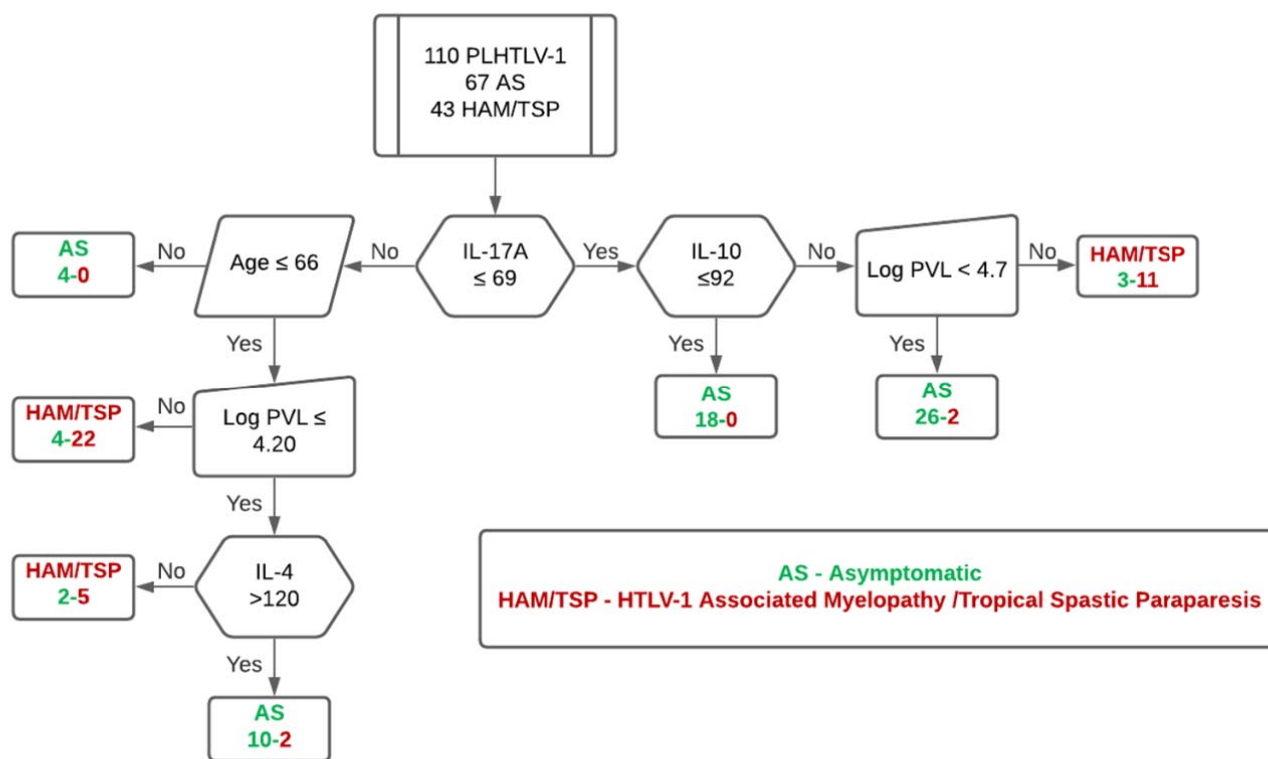 110 PLHTLV-1
67 AS
43 HAM/TSP
AS
4-0
No
Age ≤ 66
No
IL-17A
≤ 69
Yes
IL-10
≤92
No
Log PVL < 4.7
No
HAM/TSP
3-11
Yes
Yes
Yes
HAM/TSP
4-22
No
Log PVL ≤
4.20
AS
18-0
AS
26-2
Yes
HAM/TSP
2-5
No
IL-4
>120
AS - Asymptomatic
HAM/TSP - HTLV-1 Associated Myelopathy /Tropical Spastic Paraparesis
Yes
AS
10-2